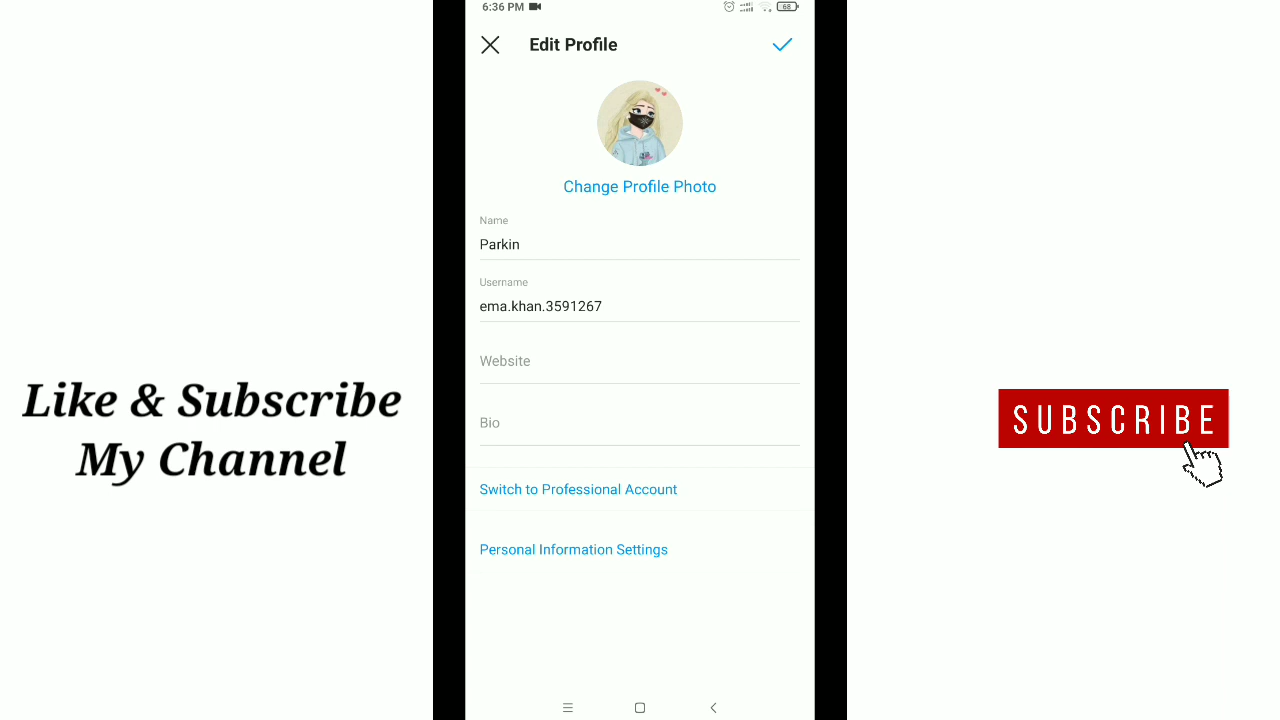 6:36 PM
68
Edit Profile
Change Profile Photo
Name
Parkin
Username
ema.khan.3591267
Website
Bio
Switch to Professional Account
Personal Information Settings
Like & Subscribe
My Channel
SUBSCRIBE